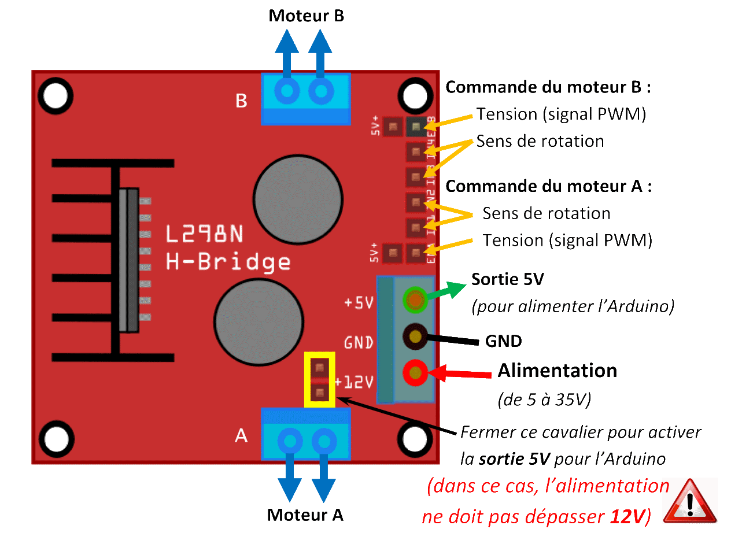 Moteur B
B
Commande du moteur B :
Tension (signal PWM)
Sens de rotation
5V+
Commande du moteur A :
Sens de rotation
Tension (signal PWM)
5V+
L298N
H-Bridge
+5V
Sortie 5V
(pour alimenter l'Arduino)
GND
GND
+12V
Alimentation
(de 5 à 35V)
A
Fermer ce cavalier pour activer
la sortie 5V pour l'Arduino
(dans ce cas, l'alimentation
ne doit pas dépasser 12V)
!
Moteur A